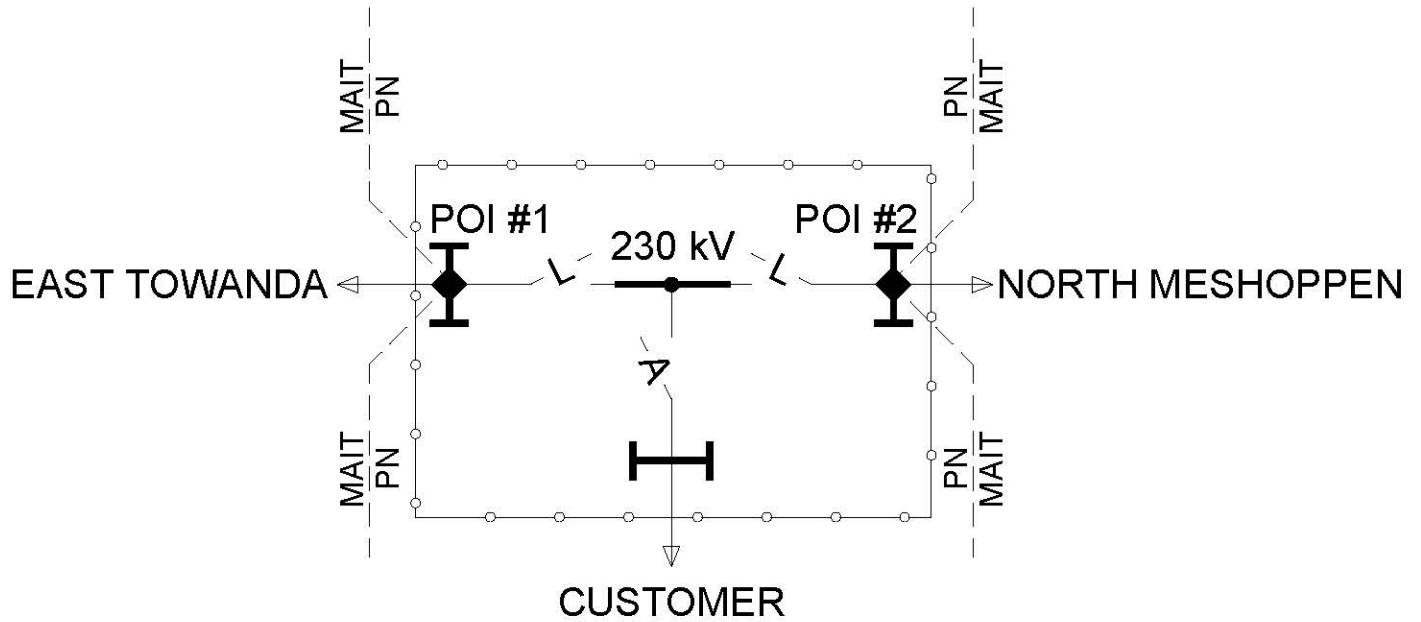 MAIT
PN
PN
MAIT
POI #1
POI #2
230 kV
L
L
EAST TOWANDA
NORTH MESHOPPEN
A
MAIT
PN
PN
MAIT
CUSTOMER